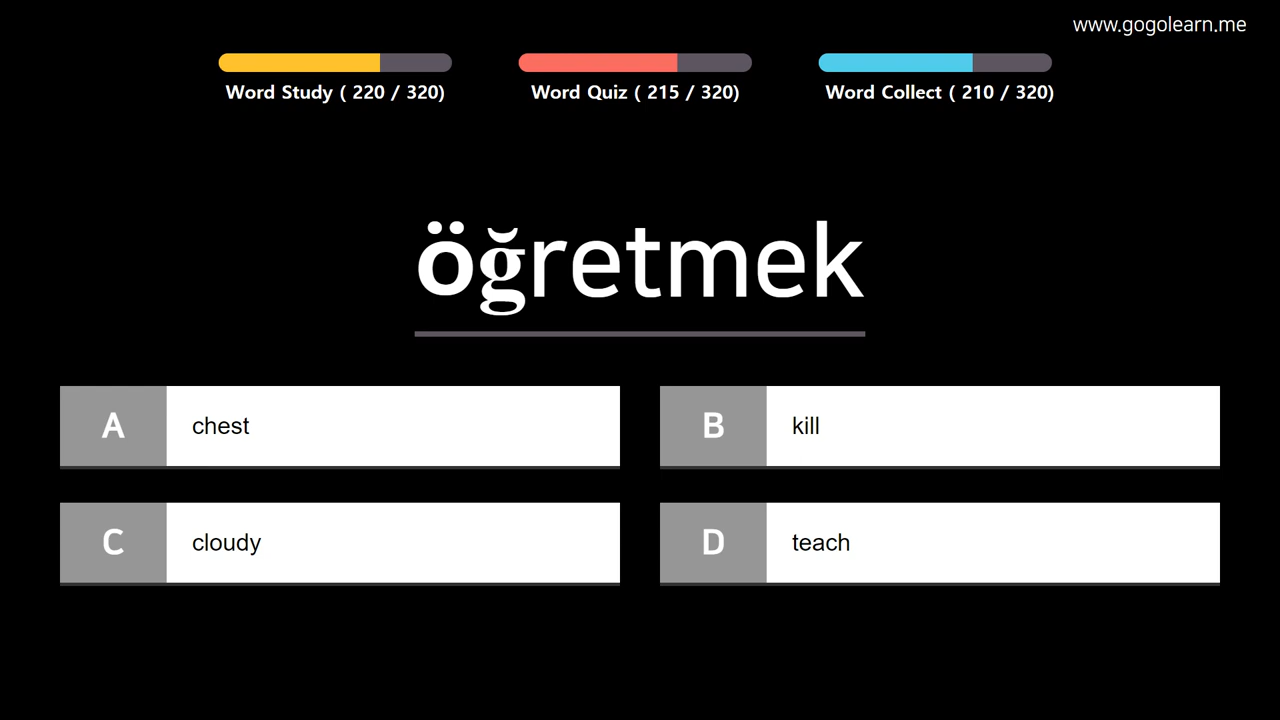 www.gogolearn.me
Word Study ( 220 / 320)
Word Quiz ( 215 / 320)
Word Collect ( 210 / 320)
öğretmek
A chest
B kill
C cloudy
D teach